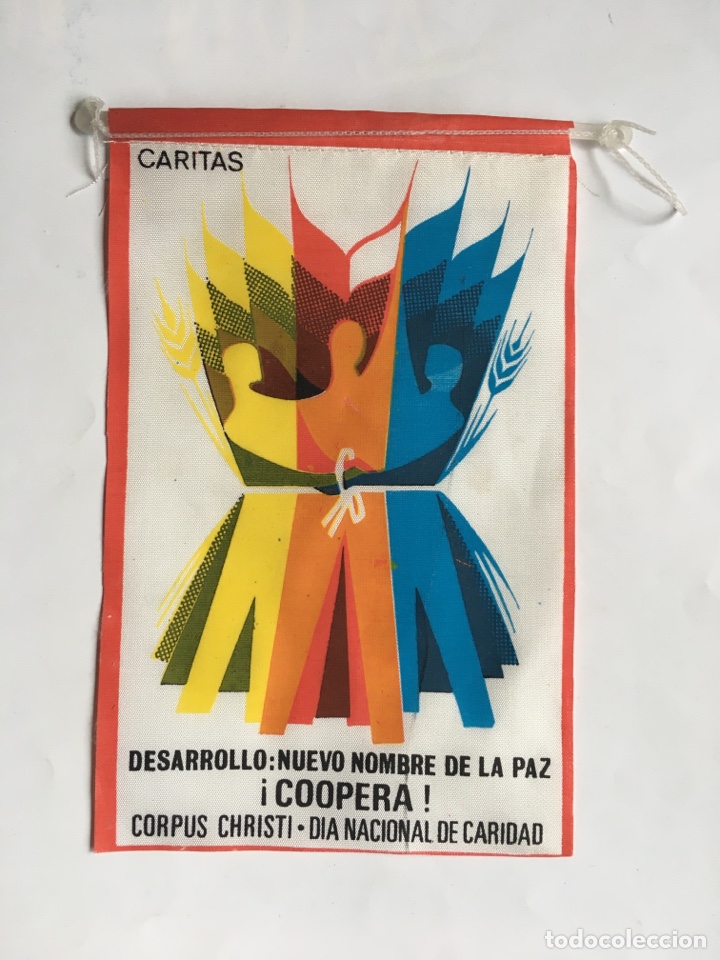 CARITAS
DESARROLLO: NUEVO NOMBRE DE LA PAZ
¡COOPERA!
CORPUS CHRISTI • DIA NACIONAL DE CARIDAD
todocoleccion